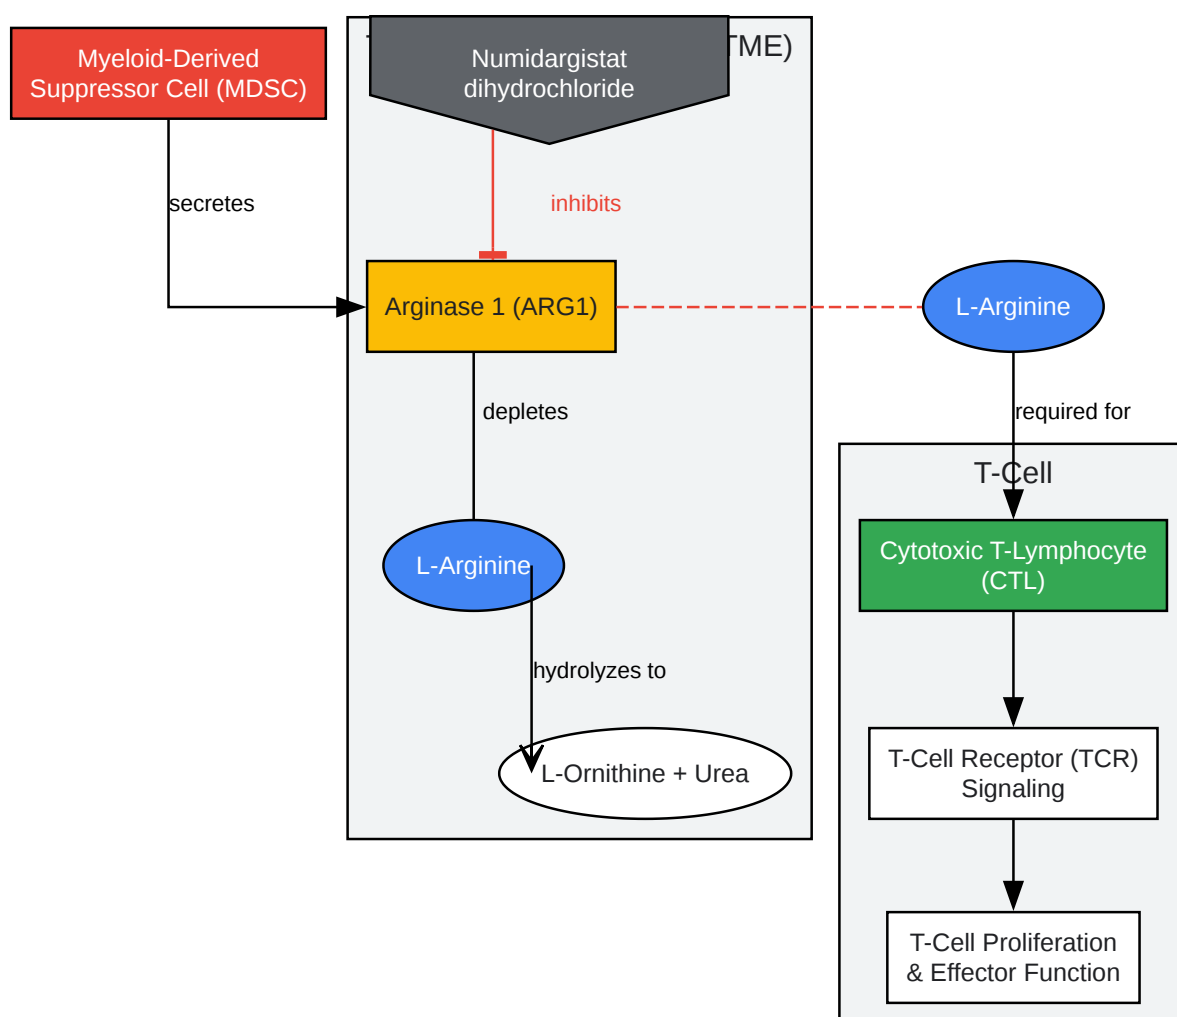 Myeloid-Derived
Suppressor Cell (MDSC)
TME)
Numidargistat
dihydrochloride
secretes
inhibits
Arginase 1 (ARG1)
L-Arginine
depletes
required for
T-Cell
L-Arginine
Cytotoxic T-Lymphocyte
(CTL)
hydrolyzes to
L-Ornithine + Urea
T-Cell Receptor (TCR)
Signaling
T-Cell Proliferation
& Effector Function